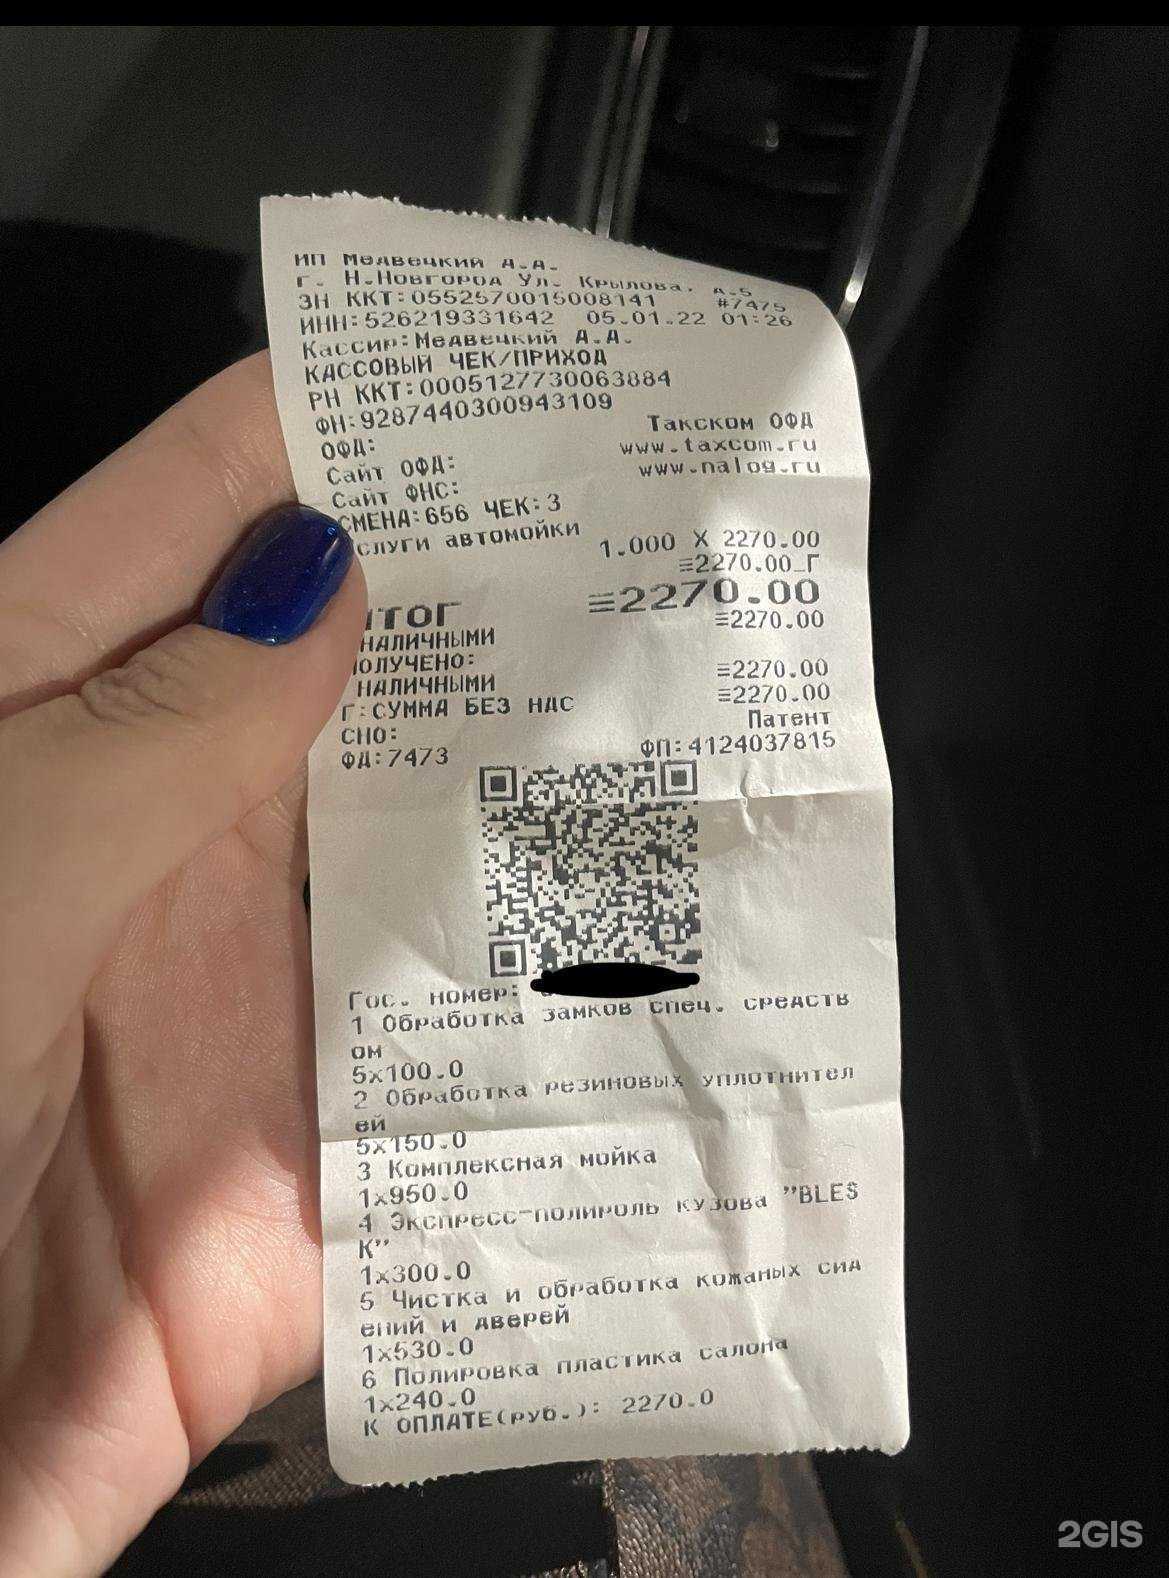 ИП Медвецкий А.А.
г. Н.Новгород Ул. Крылова, д.5
ЗН ККТ:0552570015008141 #7475
ИНН:526219331642 05.01.22 01:26
Кассир:Медвецкий А.А.
КАССОВЫЙ ЧЕК/ПРИХОД
РН ККТ:0005127730063884
ФН:9287440300943109
ОФД: Такском ОФД
Сайт ОФД: www.taxcom.ru
Сайт ФНС: www.nalog.ru
СМЕНА:656 ЧЕК:3
слуги автомойки
1.000 X 2270.00
≡2270.00_Г
ИТОГ ≡2270.00
НАЛИЧНЫМИ ≡2270.00
ОЛУЧЕНО:
НАЛИЧНЫМИ ≡2270.00
Г:СУММА БЕЗ НДС ≡2270.00
СНО: Патент
ФД:7473 ФП:4124037815
Гос. номер:
1 Обработка замков спец. средств
ом
5x100.0
2 Обработка резиновых уплотнител
ей
5x150.0
3 Комплексная мойка
1x950.0
4 Экспресс-полироль кузова "BLES
K"
1x300.0
5 Чистка и обработка кожаных сид
ений и дверей
1x530.0
6 Полировка пластика салона
1x240.0
К ОПЛАТЕ(руб.): 2270.0
2GIS